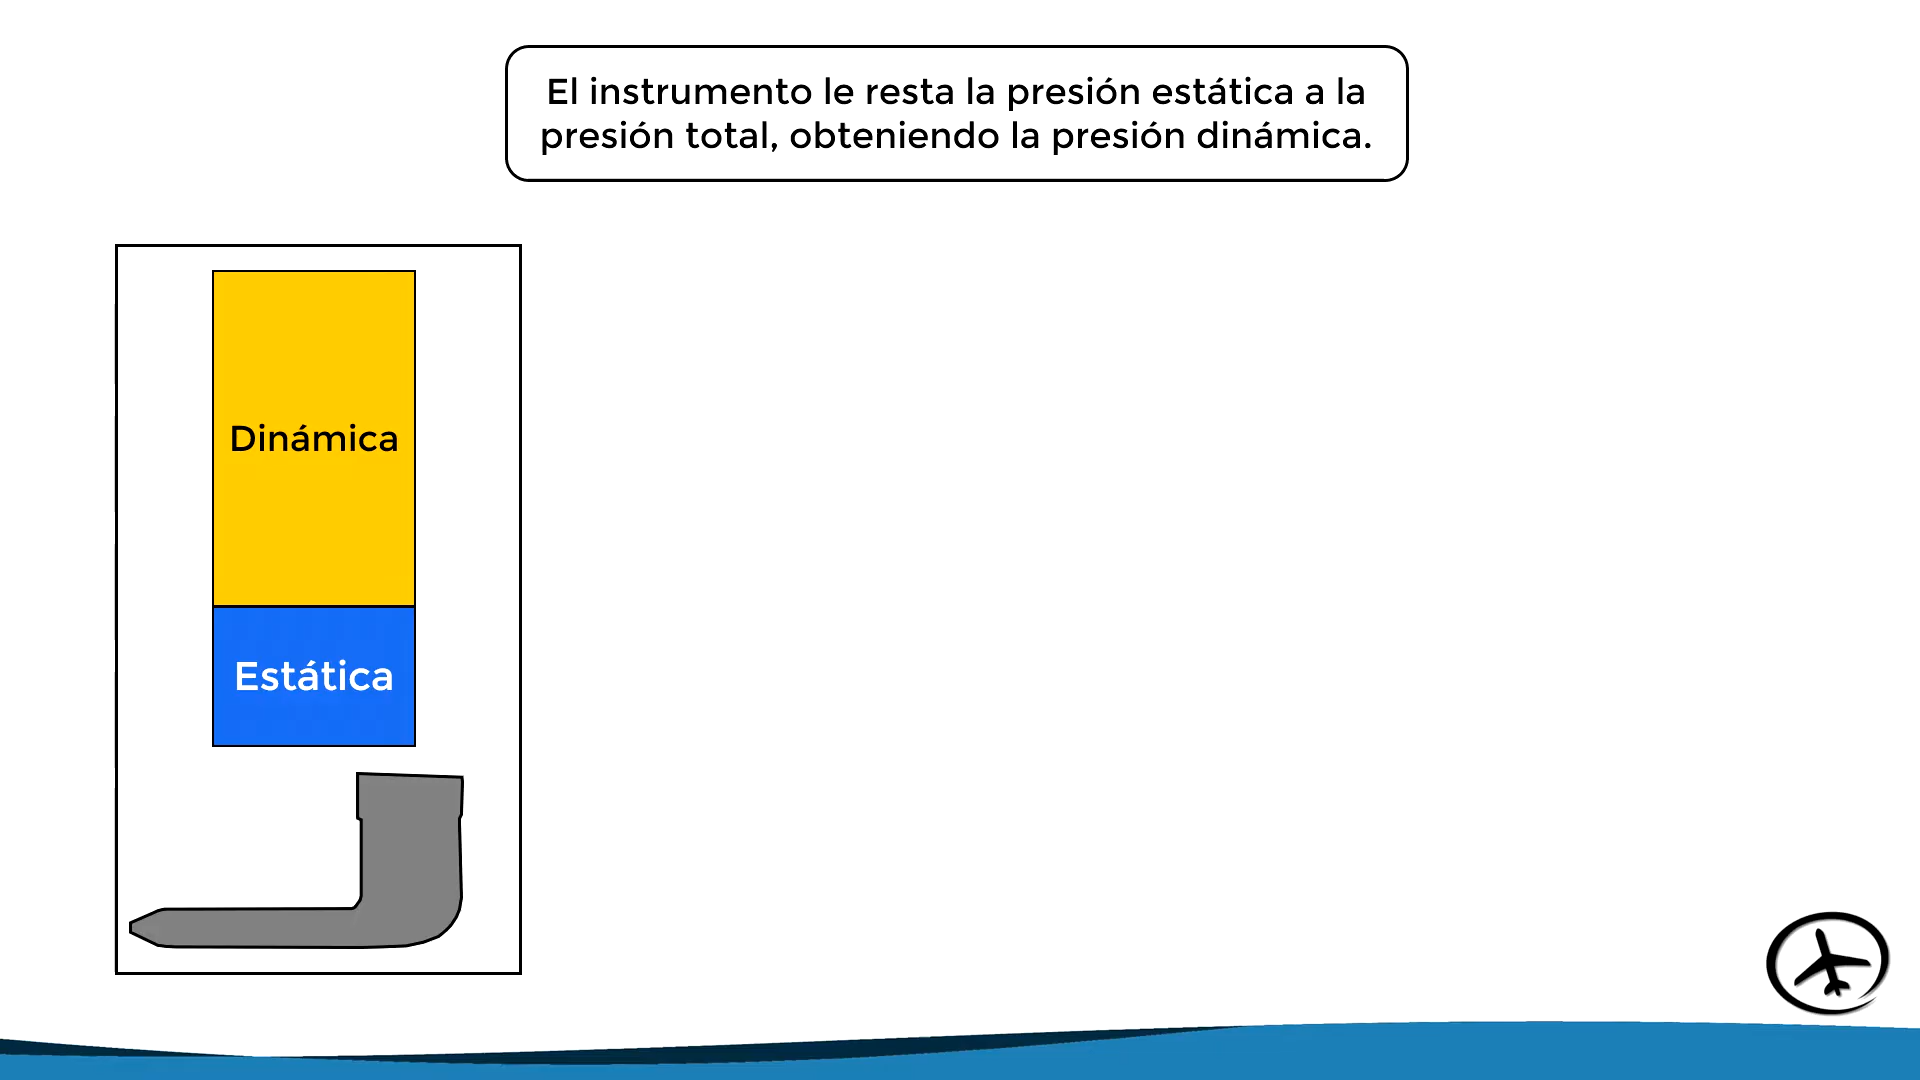 El instrumento le resta la presión estática a la
presión total, obteniendo la presión dinámica.
Dinámica
Estática